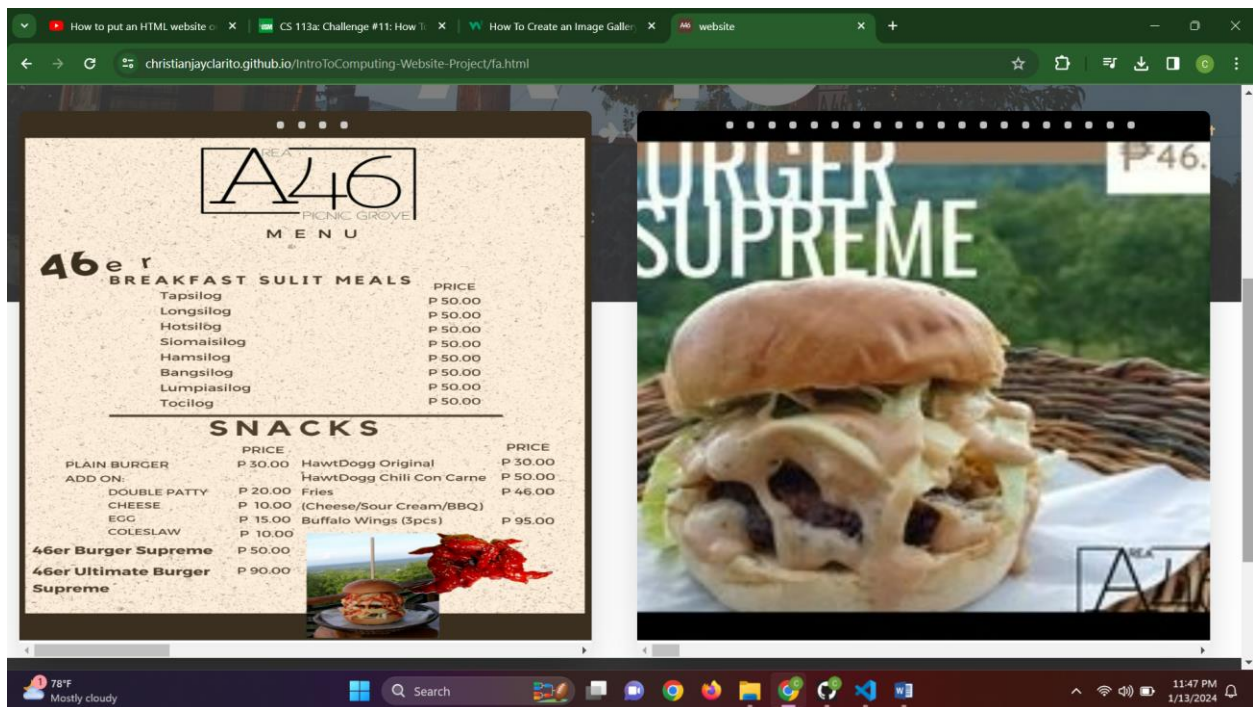 How to put an HTML website o
CS 113a: Challenge #11: How To
How To Create an Image Galler
A46 website
christianjayclarito.github.io/IntroToComputing-Website-Project/fa.html
AREA
A46
PICNIC GROVE
MENU
46er
BREAKFAST SULIT MEALS PRICE
Tapsilog P 50.00
Longsilog P 50.00
Hotsilog P 50.00
Siomaisilog P 50.00
Hamsilog P 50.00
Bangsilog P 50.00
Lumpiasilog P 50.00
Tocilog P 50.00
SNACKS
PRICE PRICE
PLAIN BURGER P 30.00 HawtDogg Original P 30.00
ADD ON: HawtDogg Chili Con Carne P 50.00
DOUBLE PATTY P 20.00 Fries P 46.00
CHEESE P 10.00 (Cheese/Sour Cream/BBQ)
EGG P 15.00 Buffalo Wings (3pcs) P 95.00
COLESLAW P 10.00
46er Burger Supreme P 50.00
46er Ultimate Burger P 90.00
Supreme
URGER
SUPREME
₱46.
AREA
A46
1
78°F
Mostly cloudy
Search
11:47 PM
1/13/2024